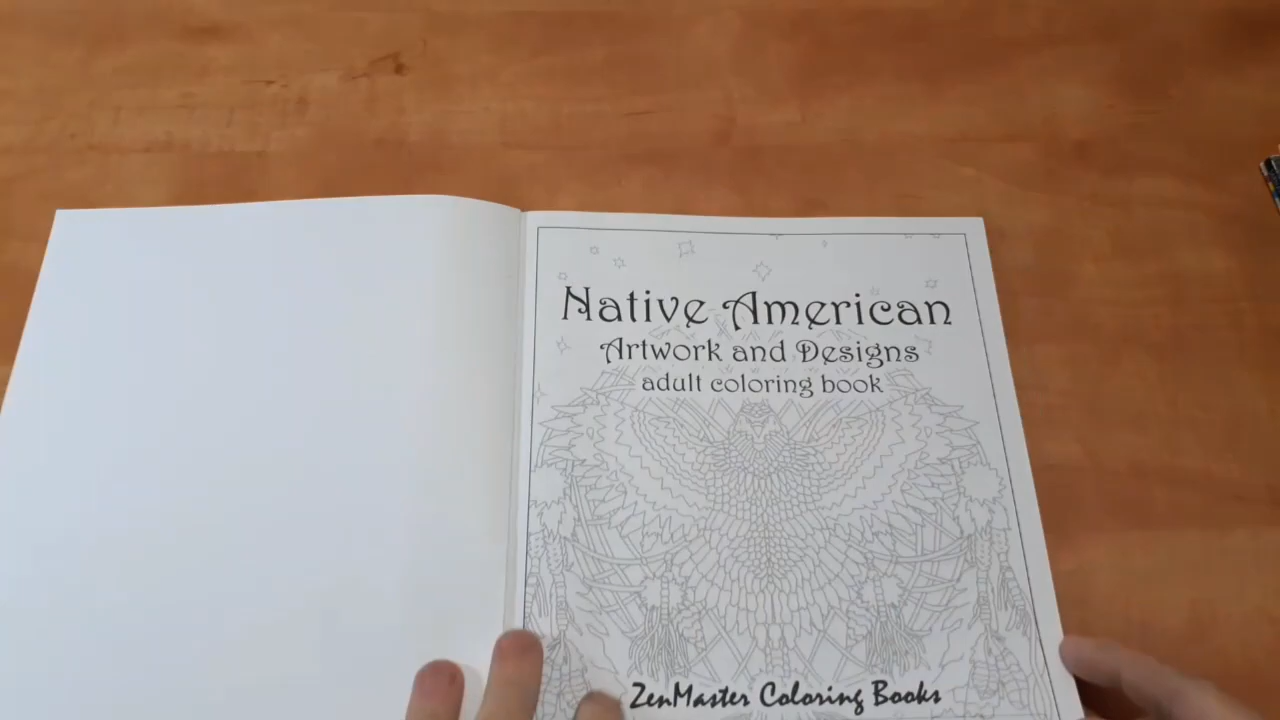 Native American
Artwork and Designs
adult coloring book
ZenMaster Coloring Books